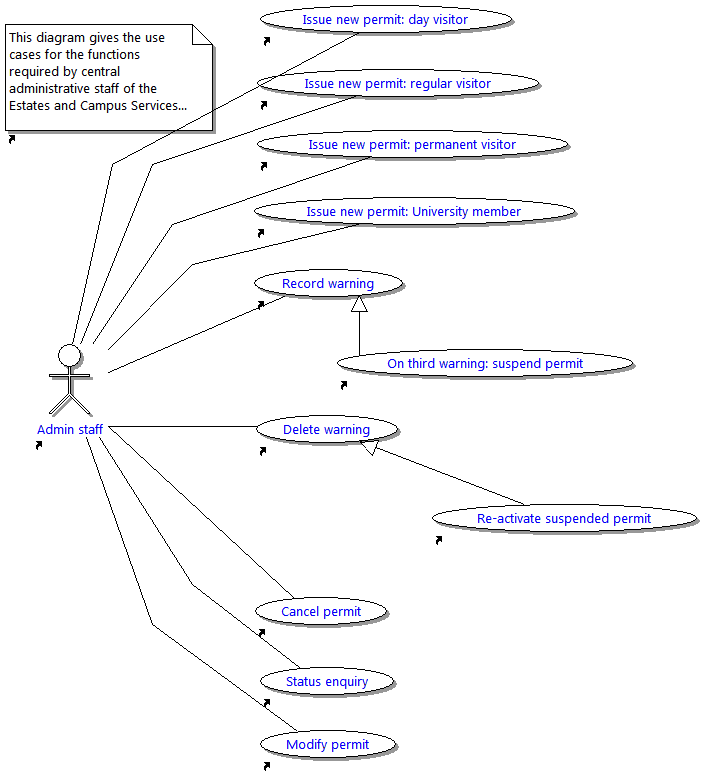 This diagram gives the use
cases for the functions
required by central
administrative staff of the
Estates and Campus Services...
Issue new permit: day visitor
Issue new permit: regular visitor
Issue new permit: permanent visitor
Issue new permit: University member
Record warning
On third warning: suspend permit
Admin staff
Delete warning
Re-activate suspended permit
Cancel permit
Status enquiry
Modify permit